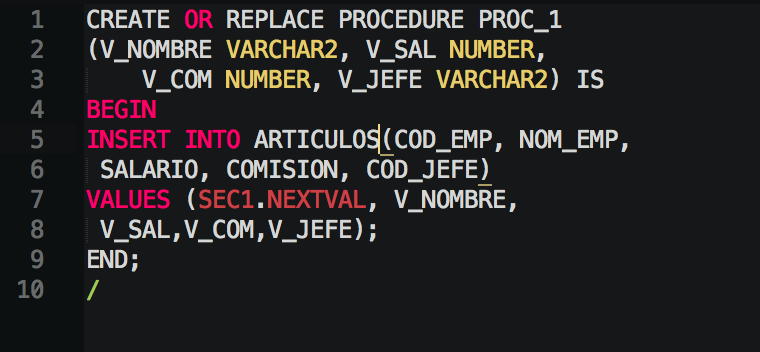 1 CREATE OR REPLACE PROCEDURE PROC_1
2 (V_NOMBRE VARCHAR2, V_SAL NUMBER,
3 V_COM NUMBER, V_JEFE VARCHAR2) IS
4 BEGIN
5 INSERT INTO ARTICULOS(COD_EMP, NOM_EMP,
6 SALARIO, COMISION, COD_JEFE)
7 VALUES (SEC1.NEXTVAL, V_NOMBRE,
8 V_SAL,V_COM,V_JEFE);
9 END;
10 /